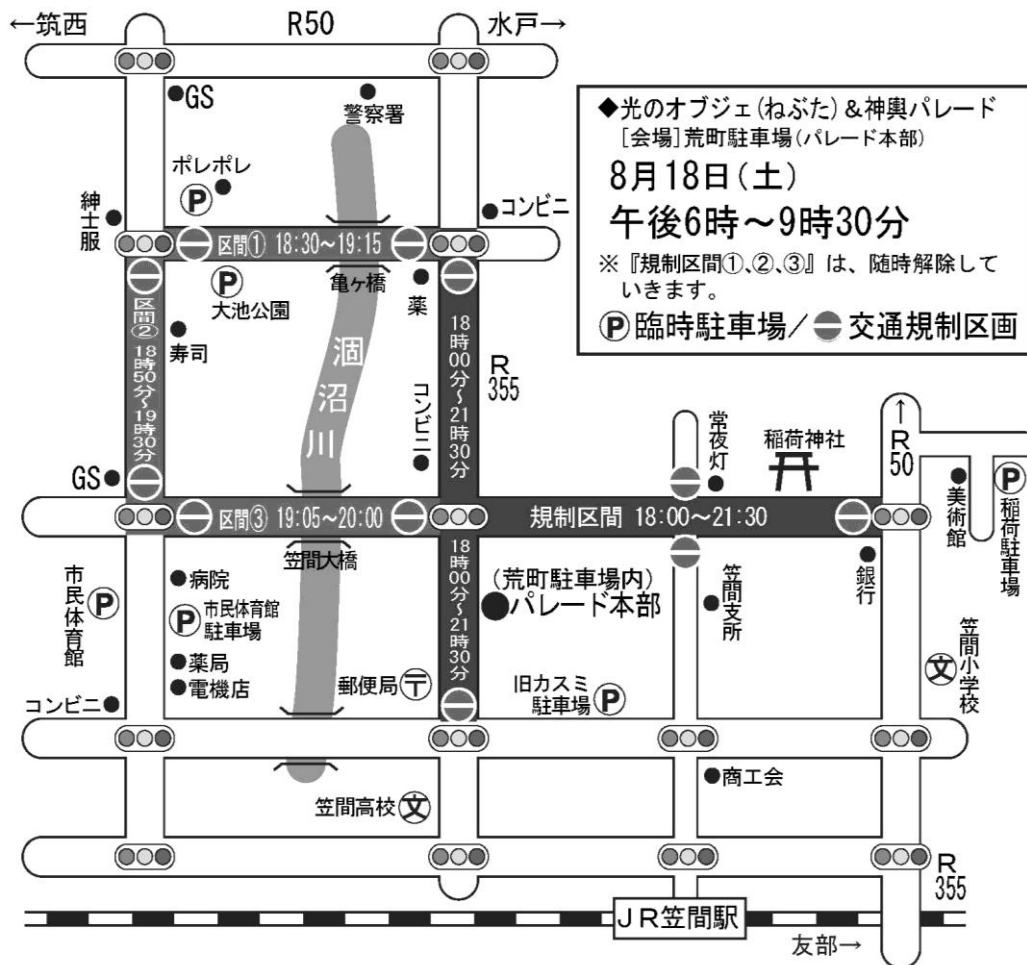 ←筑西
R50
水戸→
GS
警察署
◆光のオブジェ(ねぶた)&神輿パレード
[会場]荒町駐車場(パレード本部)
8月18日(土)
午後6時〜9時30分
※『規制区間①、②、③』は、随時解除して
いきます。
Ⓟ臨時駐車場/交通規制区画
ポレポレ
P
紳士服
コンビニ
区間① 18:30〜19:15
P
大池公園
亀ヶ橋
薬
区間②18時50分〜19時30分
寿司
涸沼川
コンビニ
18時00分〜21時30分
R
355
常夜灯
稲荷神社
↑
R
50
GS
美術館
P
稲荷駐車場
区間③ 19:05〜20:00
規制区間 18:00〜21:30
笠間大橋
18時00分〜21時30分
市民体育館
P
病院
P
市民体育館
駐車場
薬局
電機店
コンビニ
郵便局
〒
(荒町駐車場内)
パレード本部
笠間支所
銀行
文
笠間小学校
旧カスミ
駐車場
P
商工会
笠間高校
文
R
355
JR笠間駅
友部→